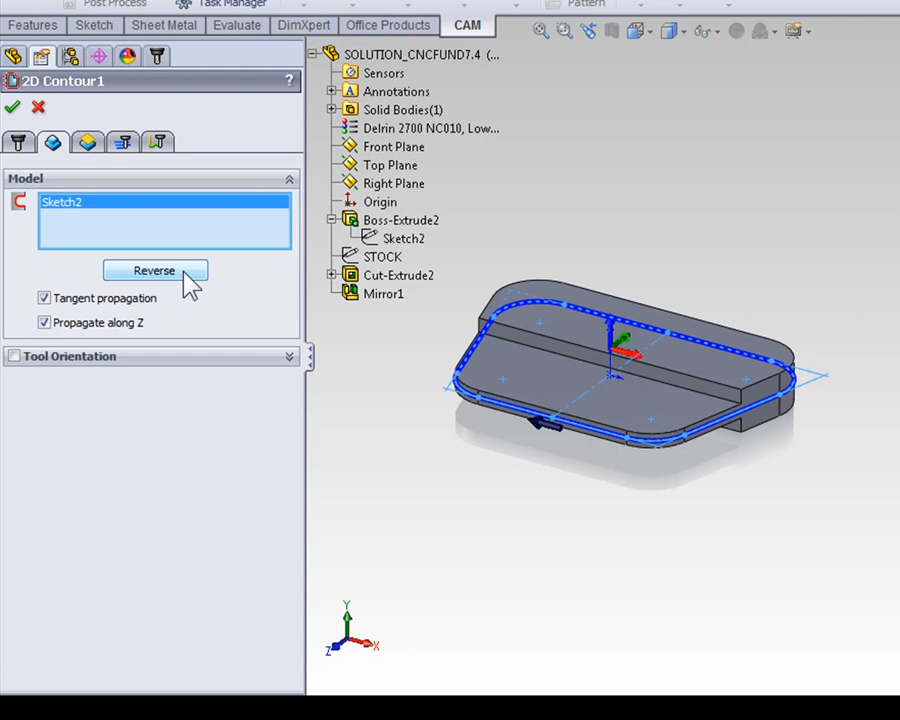 Post Process Task Manager Pattern
Features Sketch Sheet Metal Evaluate DimXpert Office Products CAM
2D Contour1 ?
Model
Sketch2
Reverse
Tangent propagation
Propagate along Z
Tool Orientation
SOLUTION_CNCFUND7.4 (...
Sensors
A Annotations
Solid Bodies(1)
Delrin 2700 NC010, Low...
Front Plane
Top Plane
Right Plane
Origin
Boss-Extrude2
Sketch2
STOCK
Cut-Extrude2
Mirror1
Y
Z X